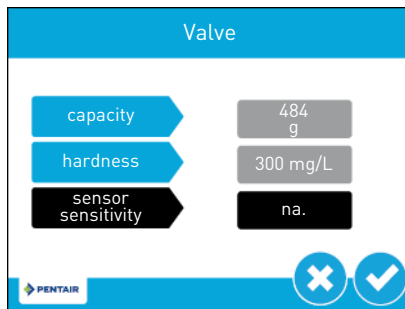 Valve
capacity
484
g
hardness
300 mg/L
sensor
sensitivity
na.
PENTAIR